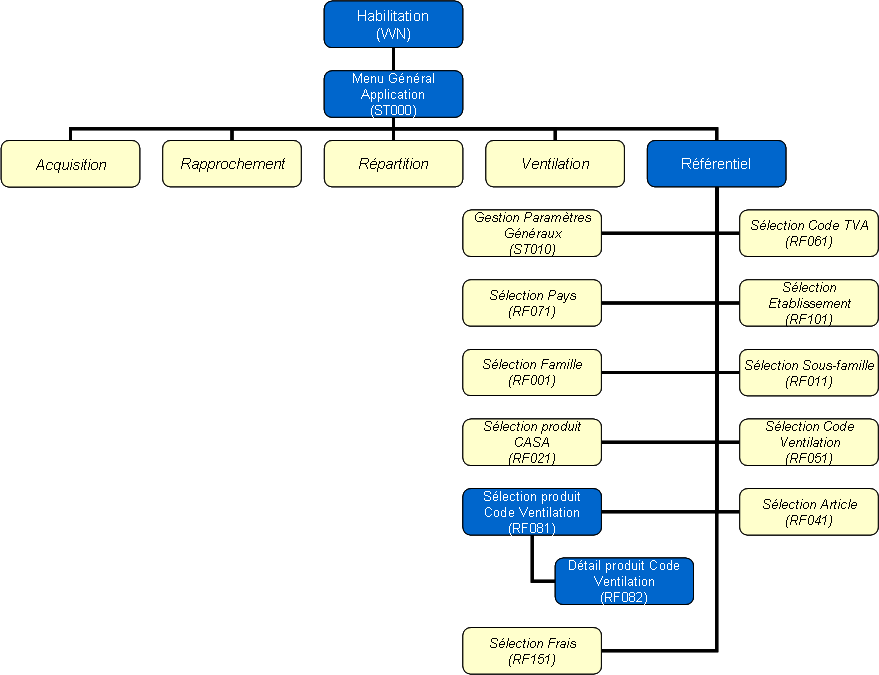 Habilitation
(VVN)
Menu Général
Application
(ST000)
Acquisition
Rapprochement
Répartition
Ventilation
Référentiel
Gestion Paramètres
Généraux
(ST010)
Sélection Code TVA
(RF061)
Sélection Pays
(RF071)
Sélection
Etablissement
(RF101)
Sélection Famille
(RF001)
Sélection Sous-famille
(RF011)
Sélection produit
CASA
(RF021)
Sélection Code
Ventilation
(RF051)
Sélection produit
Code Ventilation
(RF081)
Sélection Article
(RF041)
Détail produit Code
Ventilation
(RF082)
Sélection Frais
(RF151)